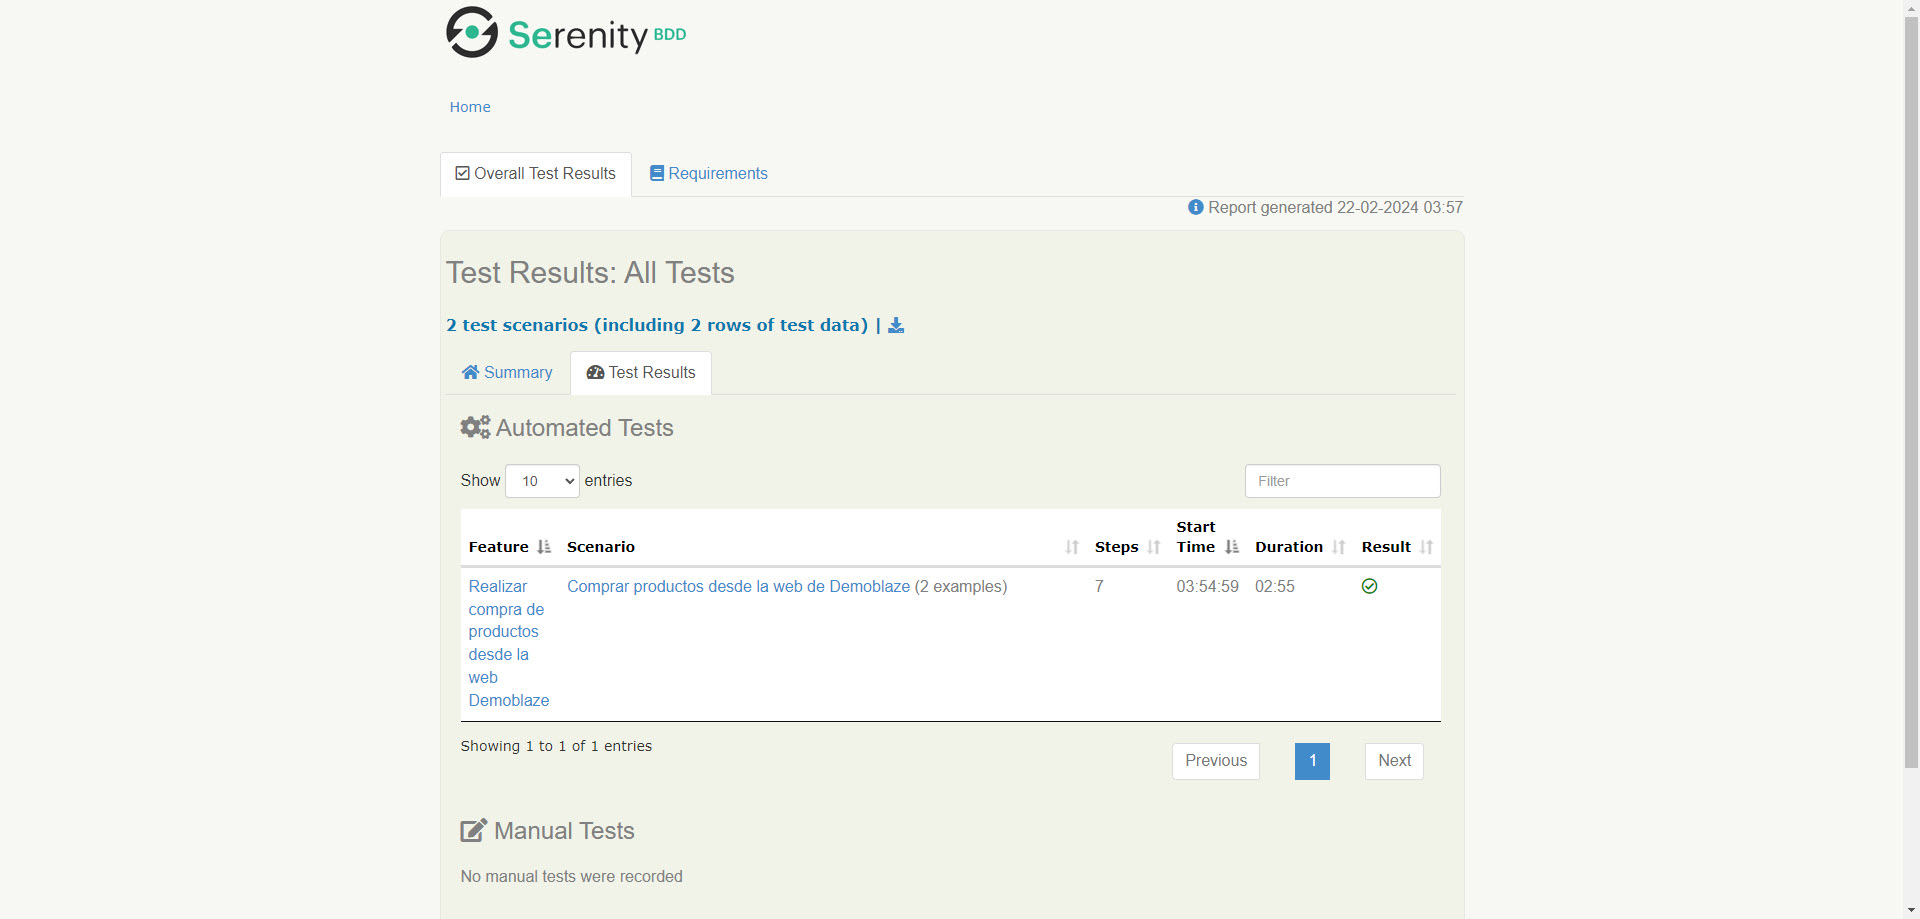 Serenity BDD
Home
Overall Test Results
Requirements
Report generated 22-02-2024 03:57
Test Results: All Tests
2 test scenarios (including 2 rows of test data) |
Summary
Test Results
Automated Tests
Show 10 entries
Filter
Feature Scenario Steps Start Time Duration Result
Realizar compra de productos desde la web Demoblaze
Comprar productos desde la web de Demoblaze (2 examples)
7
03:54:59
02:55
Showing 1 to 1 of 1 entries
Previous
1
Next
Manual Tests
No manual tests were recorded